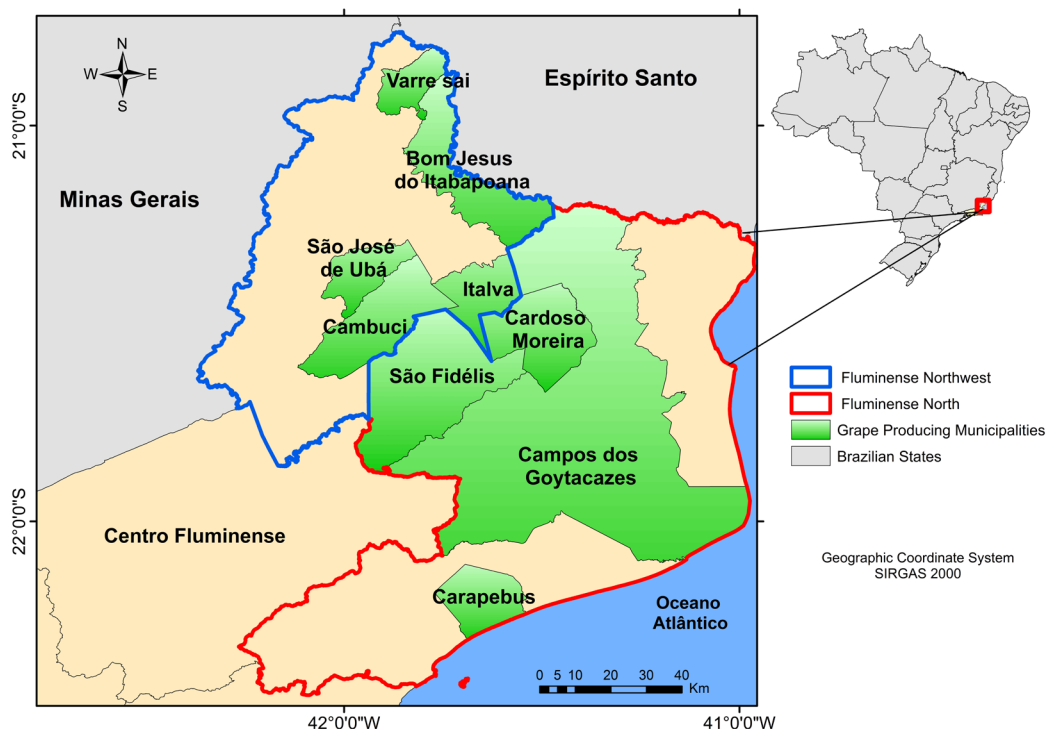 42°0'0"W
41°0'0"W
21°0'0"S
22°0'0"S
N
W
E
S
Varre sai
Espírito Santo
Bom Jesus
do Itabapoana
Minas Gerais
São José
de Ubá
Italva
Cambuci
Cardoso
Moreira
São Fidélis
Campos dos
Goytacazes
Centro Fluminense
Carapebus
Oceano
Atlântico
0 5 10 20 30 40
Km
Fluminense Northwest
Fluminense North
Grape Producing Municipalities
Brazilian States
Geographic Coordinate System
SIRGAS 2000